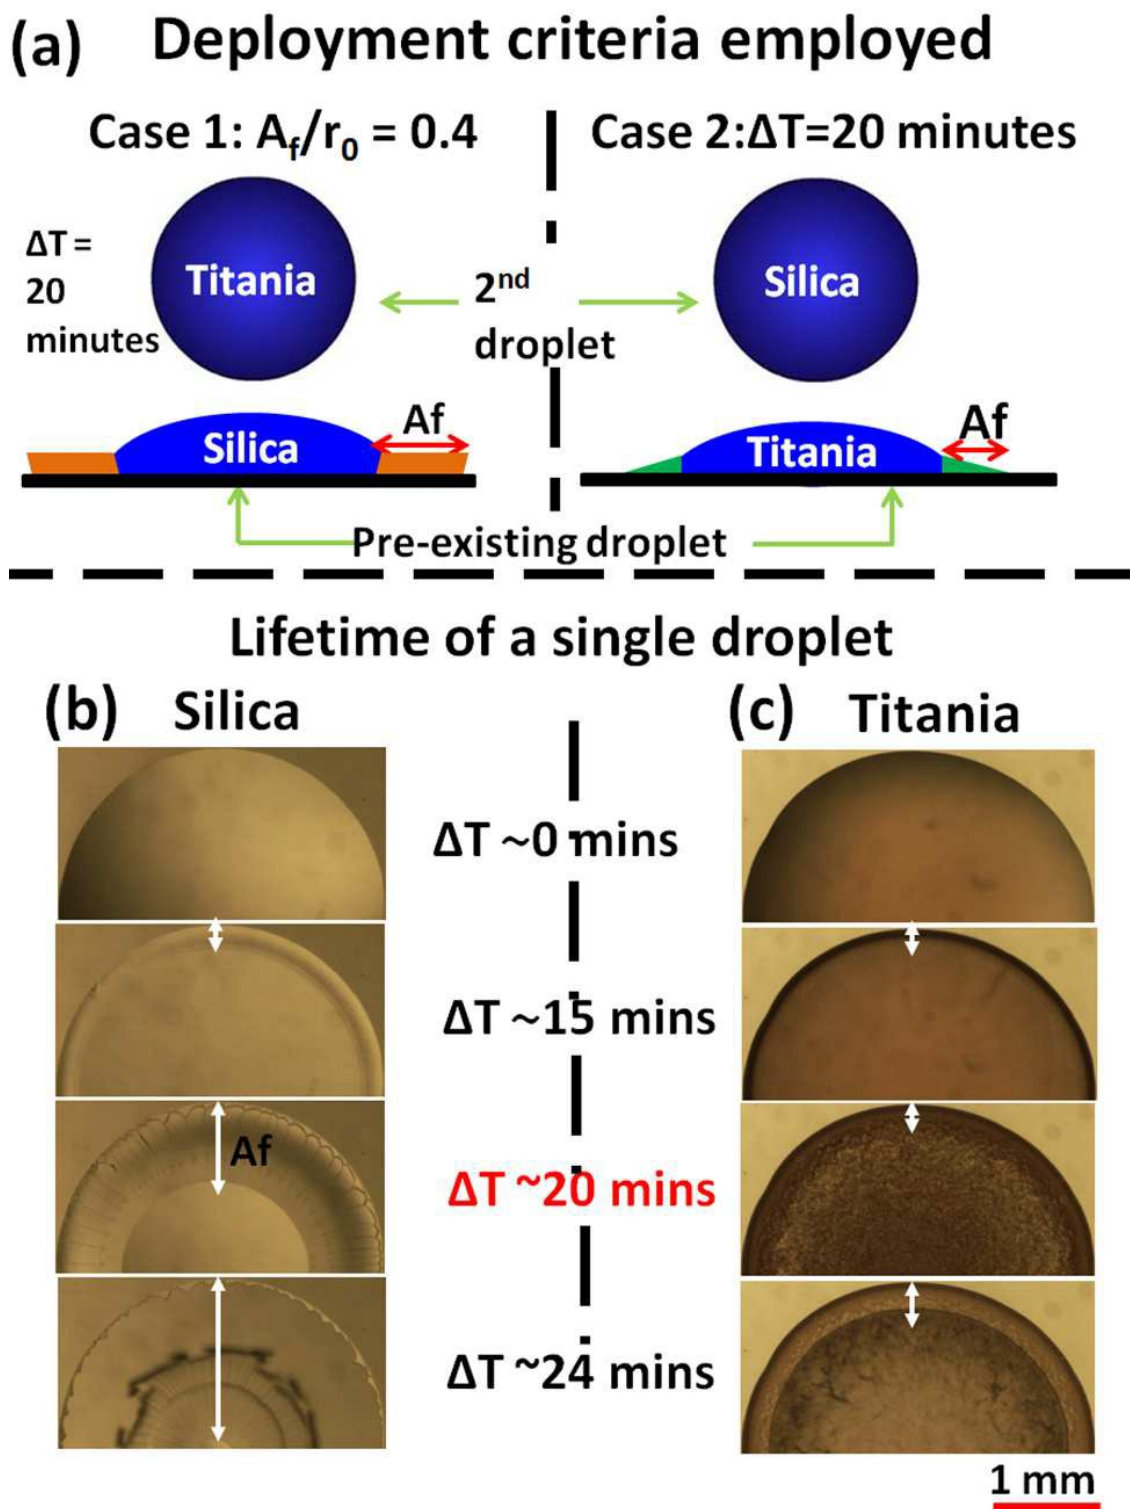 (a) Deployment criteria employed
Case 1: A_f/r_0 = 0.4
Case 2:ΔT=20 minutes
ΔT =
20
minutes
Titania
2nd
droplet
Silica
Af
Silica
Af
Titania
Pre-existing droplet
Lifetime of a single droplet
(b) Silica
(c) Titania
ΔT ~0 mins
ΔT ~15 mins
Af
ΔT ~20 mins
ΔT ~24 mins
1 mm